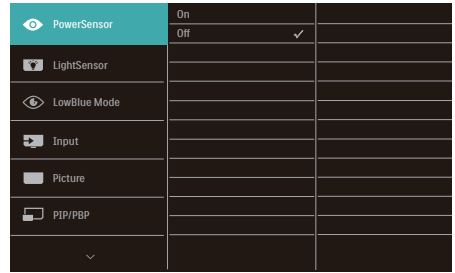 PowerSensor
On
Off
LightSensor
LowBlue Mode
Input
Picture
PIP/PBP